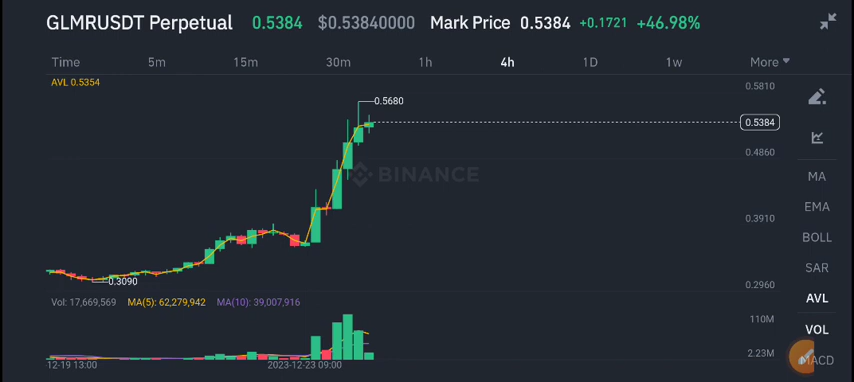 GLMRUSDT Perpetual 0.5384 $0.53840000 Mark Price 0.5384 +0.1721 +46.98%
Time 5m 15m 30m 1h 4h 1D 1w More
AVL 0.5354
0.5810
0.5680
0.5384
0.4860
BINANCE
MA
EMA
0.3910
BOLL
SAR
0.3090
0.2960
AVL
Vol: 17,669,569 MA(5): 62,279,942 MA(10): 39,007,916
110M
VOL
2.23M
MACD
12-19 13:00 2023-12-23 09:00